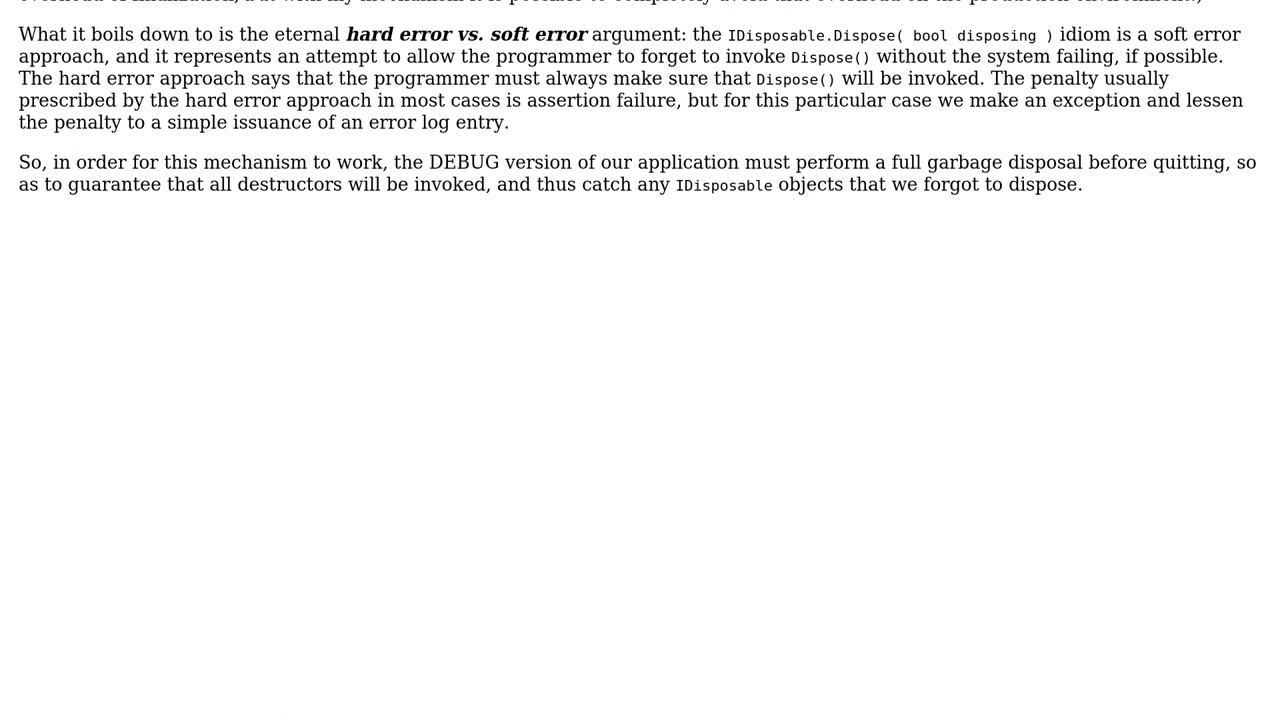 What it boils down to is the eternal hard error vs. soft error argument: the IDisposable.Dispose( bool disposing ) idiom is a soft error
approach, and it represents an attempt to allow the programmer to forget to invoke Dispose() without the system failing, if possible.
The hard error approach says that the programmer must always make sure that Dispose() will be invoked. The penalty usually
prescribed by the hard error approach in most cases is assertion failure, but for this particular case we make an exception and lessen
the penalty to a simple issuance of an error log entry.
So, in order for this mechanism to work, the DEBUG version of our application must perform a full garbage disposal before quitting, so
as to guarantee that all destructors will be invoked, and thus catch any IDisposable objects that we forgot to dispose.